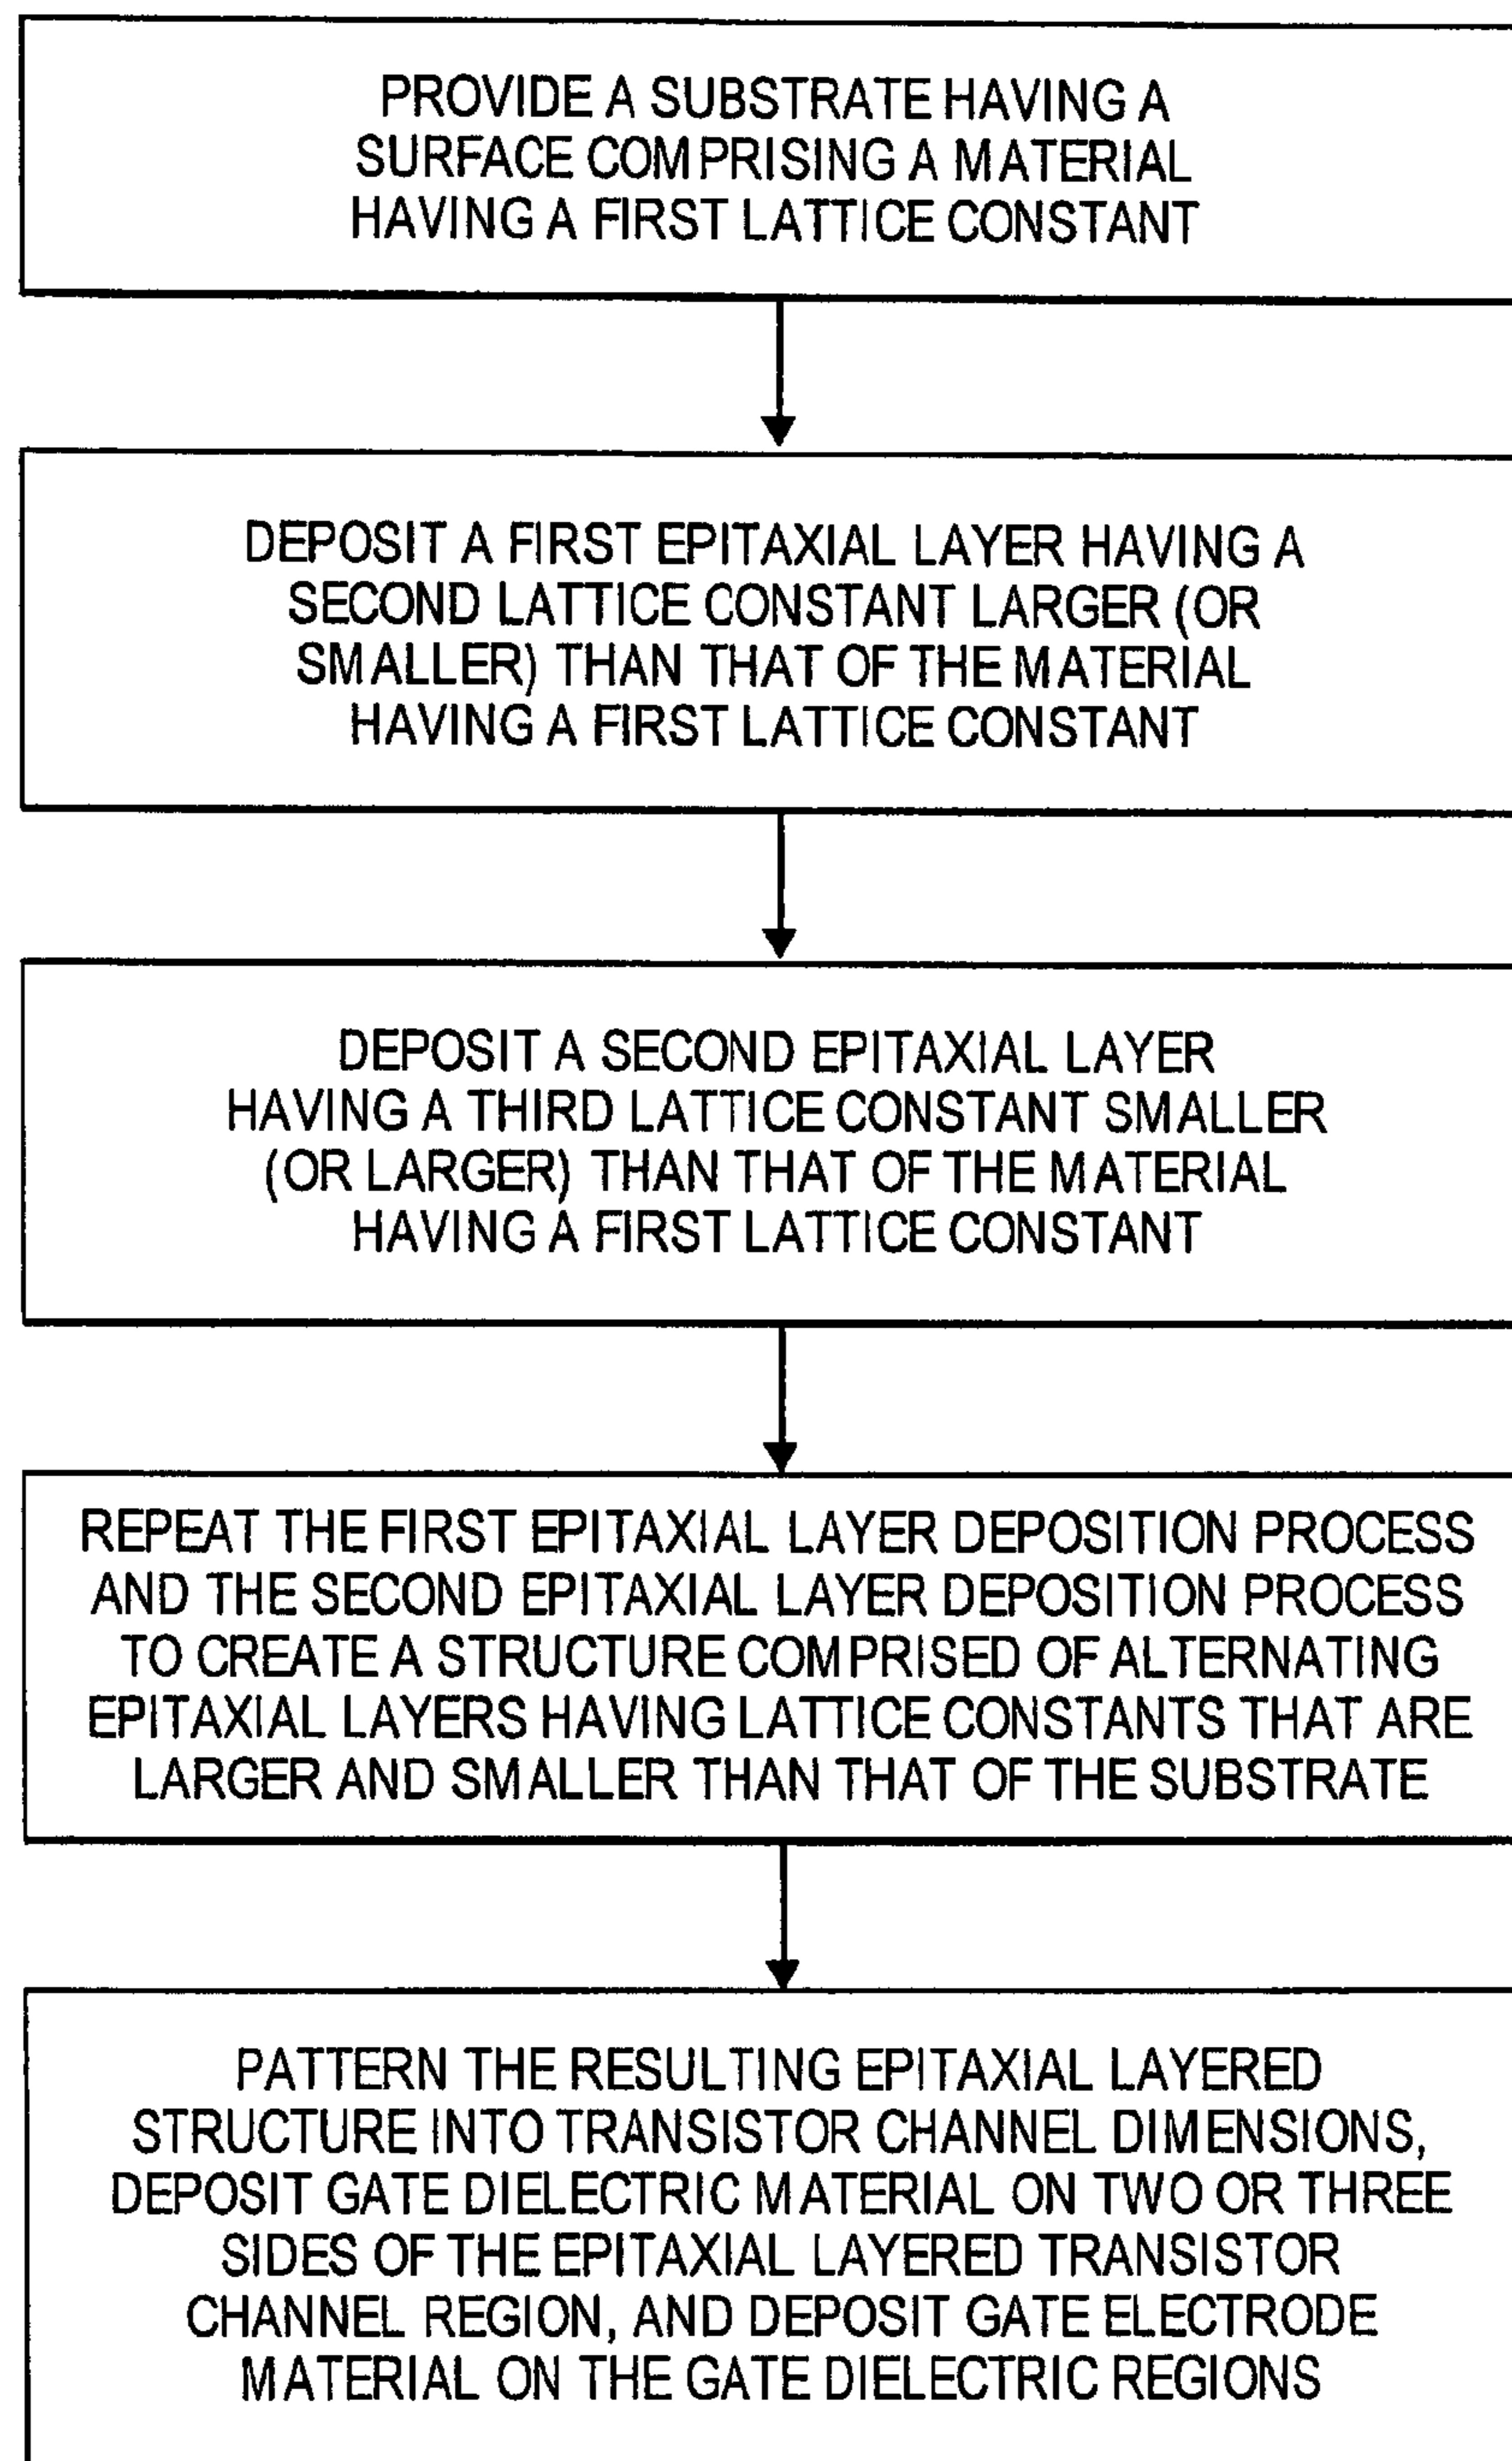 PROVIDE A SUBSTRATE HAVING A
SURFACE COMPRISING A MATERIAL
HAVING A FIRST LATTICE CONSTANT
DEPOSIT A FIRST EPITAXIAL LAYER HAVING A
SECOND LATTICE CONSTANT LARGER (OR
SMALLER) THAN THAT OF THE MATERIAL
HAVING A FIRST LATTICE CONSTANT
DEPOSIT A SECOND EPITAXIAL LAYER
HAVING A THIRD LATTICE CONSTANT SMALLER
(OR LARGER) THAN THAT OF THE MATERIAL
HAVING A FIRST LATTICE CONSTANT
REPEAT THE FIRST EPITAXIAL LAYER DEPOSITION PROCESS
AND THE SECOND EPITAXIAL LAYER DEPOSITION PROCESS
TO CREATE A STRUCTURE COMPRISED OF ALTERNATING
EPITAXIAL LAYERS HAVING LATTICE CONSTANTS THAT ARE
LARGER AND SMALLER THAN THAT OF THE SUBSTRATE
PATTERN THE RESULTING EPITAXIAL LAYERED
STRUCTURE INTO TRANSISTOR CHANNEL DIMENSIONS,
DEPOSIT GATE DIELECTRIC MATERIAL ON TWO OR THREE
SIDES OF THE EPITAXIAL LAYERED TRANSISTOR
CHANNEL REGION, AND DEPOSIT GATE ELECTRODE
MATERIAL ON THE GATE DIELECTRIC REGIONS